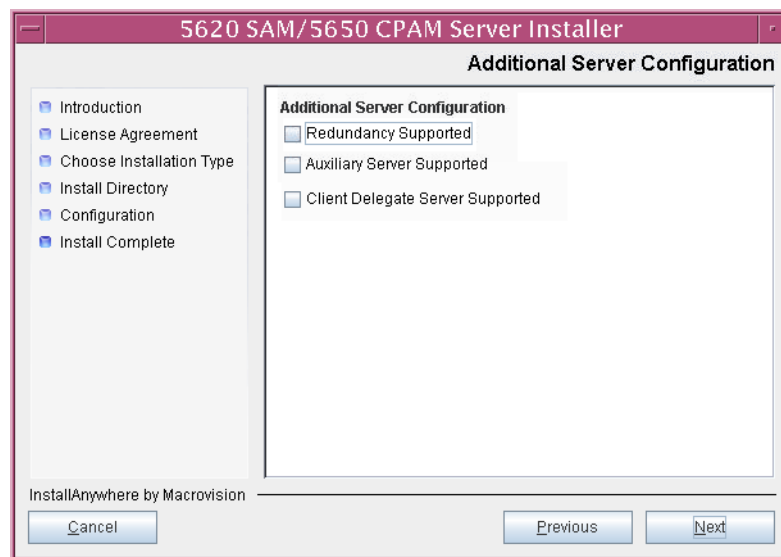 5620 SAM/5650 CPAM Server Installer
Additional Server Configuration
Introduction
License Agreement
Choose Installation Type
Install Directory
Configuration
Install Complete
Additional Server Configuration
Redundancy Supported
Auxiliary Server Supported
Client Delegate Server Supported
InstallAnywhere by Macrovision
Cancel
Previous
Next